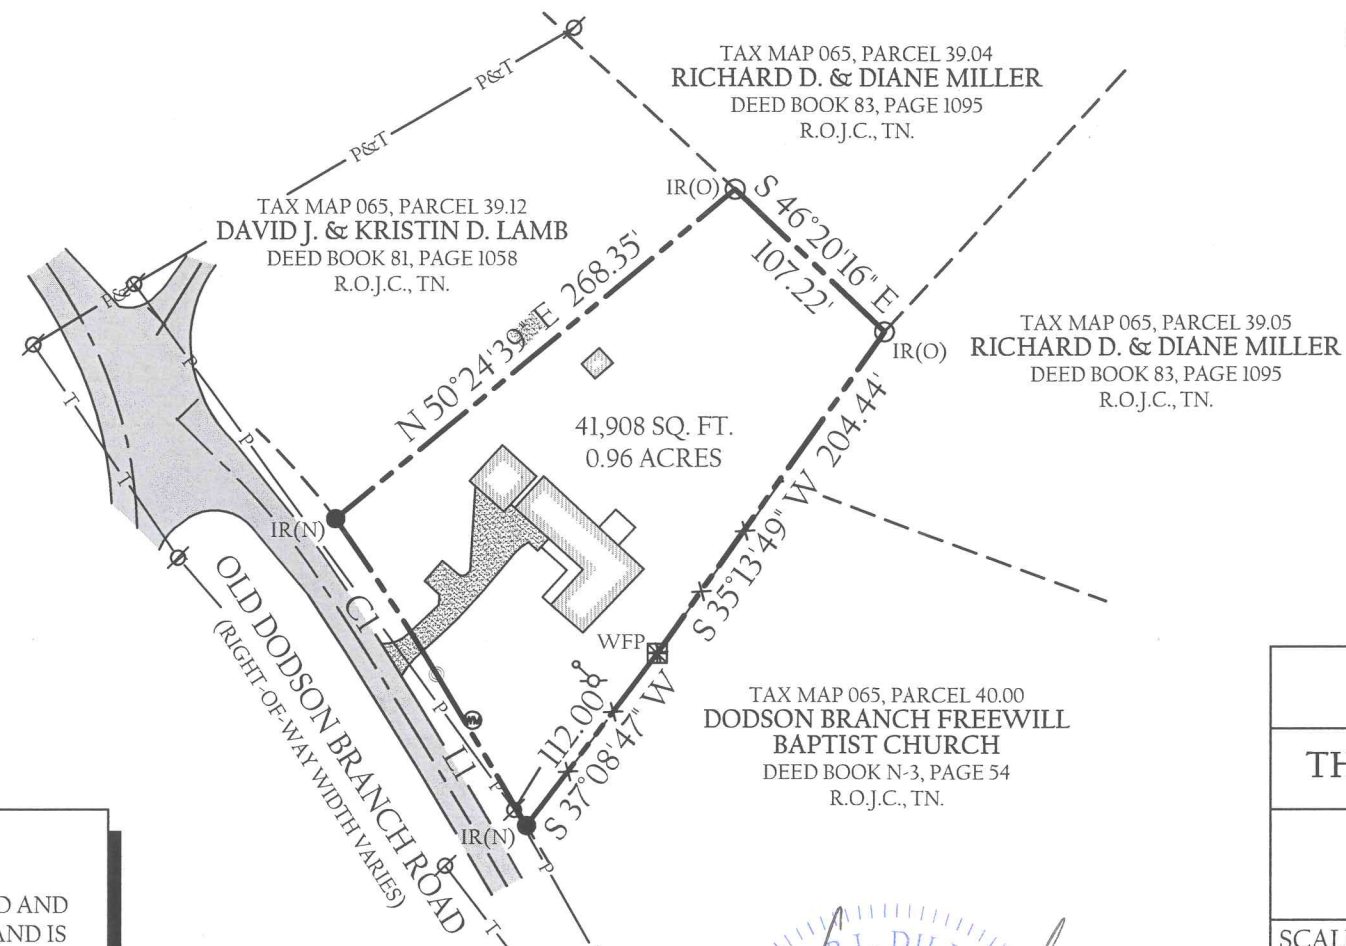 TAX MAP 065, PARCEL 39.04
RICHARD D. & DIANE MILLER
DEED BOOK 83, PAGE 1095
R.O.J.C., TN.
P&T
P&T
IR(O)
S 46°20'16" E
107.22'
TAX MAP 065, PARCEL 39.12
DAVID J. & KRISTIN D. LAMB
DEED BOOK 81, PAGE 1058
R.O.J.C., TN.
N 50°24'39" E 268.35'
P&T
IR(O)
TAX MAP 065, PARCEL 39.05
RICHARD D. & DIANE MILLER
DEED BOOK 83, PAGE 1095
R.O.J.C., TN.
T
P
P
T
41,908 SQ. FT.
0.96 ACRES
S 35°13'49" W 204.44'
IR(N)
C1
OLD DODSON BRANCH ROAD
(RIGHT-OF-WAY WIDTH VARIES)
WFP
112.00'
S 37°08'47" W
P
WM
L1
P
IR(N)
P
T
TAX MAP 065, PARCEL 40.00
DODSON BRANCH FREEWILL
BAPTIST CHURCH
DEED BOOK N-3, PAGE 54
R.O.J.C., TN.
TH
D AND
AND IS
SCAL